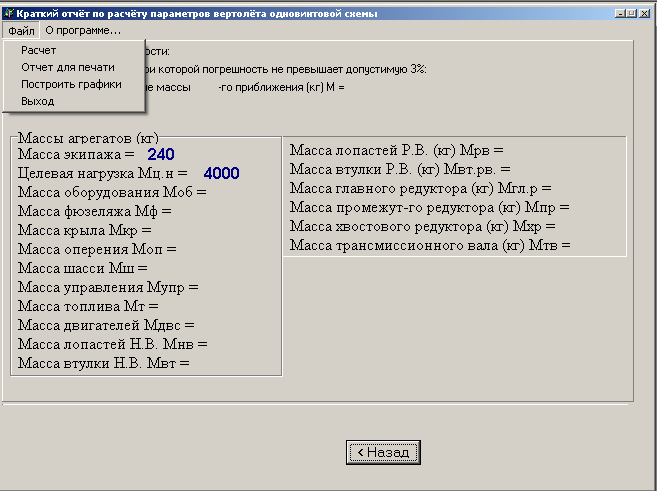 Краткий отчёт по расчёту параметров вертолёта одновинтовой схемы
Файл О программе...
Расчет
Отчет для печати
Построить графики
Выход
ости:
ри которой погрешность не превышает допустимую 3%:
ие массы -го приближения (кг) М =
Массы агрегатов (кг)
Масса экипажа = 240
Целевая нагрузка Мц.н = 4000
Масса оборудования Моб =
Масса фюзеляжа Мф =
Масса крыла Мкр =
Масса оперения Моп =
Масса шасси Мш =
Масса управления Мупр =
Масса топлива Мт =
Масса двигателей Мдвс =
Масса лопастей Н.В. Мнв =
Масса втулки Н.В. Мвт =
Масса лопастей Р.В. (кг) Мрв =
Масса втулки Р.В. (кг) Мвт.рв. =
Масса главного редуктора (кг) Мгл.р =
Масса промежут-го редуктора (кг) Мпр =
Масса хвостового редуктора (кг) Мхр =
Масса трансмиссионного вала (кг) Мтв =
< Назад